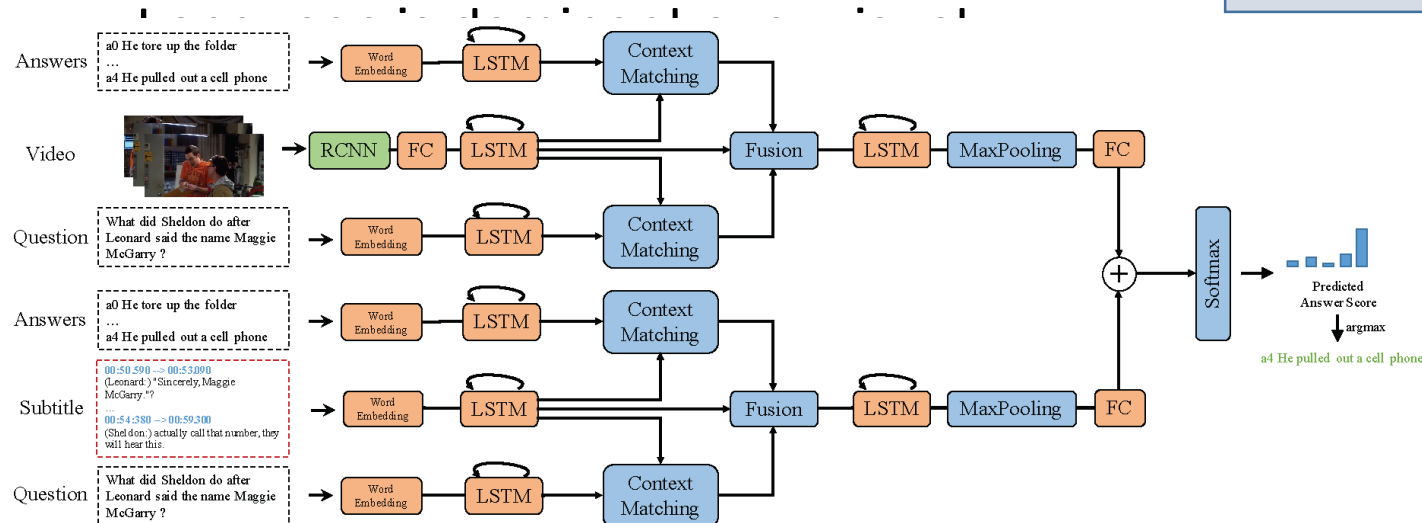 Answers
a0 He tore up the folder
...
a4 He pulled out a cell phone
Word
Embedding
LSTM
Context
Matching
Video
RCNN
FC
LSTM
Fusion
LSTM
MaxPooling
FC
Question
What did Sheldon do after
Leonard said the name Maggie
McGarry ?
Word
Embedding
LSTM
Context
Matching
+
Softmax
Predicted
Answer Score
argmax
a4 He pulled out a cell phone
Answers
a0 He tore up the folder
...
a4 He pulled out a cell phone
Word
Embedding
LSTM
Context
Matching
Subtitle
00:50.590 --> 00:53.090
(Leonard:) "Sincerely, Maggie
McGarry."?
...
00:54:380 --> 00:59.300
(Sheldon:) actually call that number, they
will hear this.
Word
Embedding
LSTM
Fusion
LSTM
MaxPooling
FC
Question
What did Sheldon do after
Leonard said the name Maggie
McGarry ?
Word
Embedding
LSTM
Context
Matching